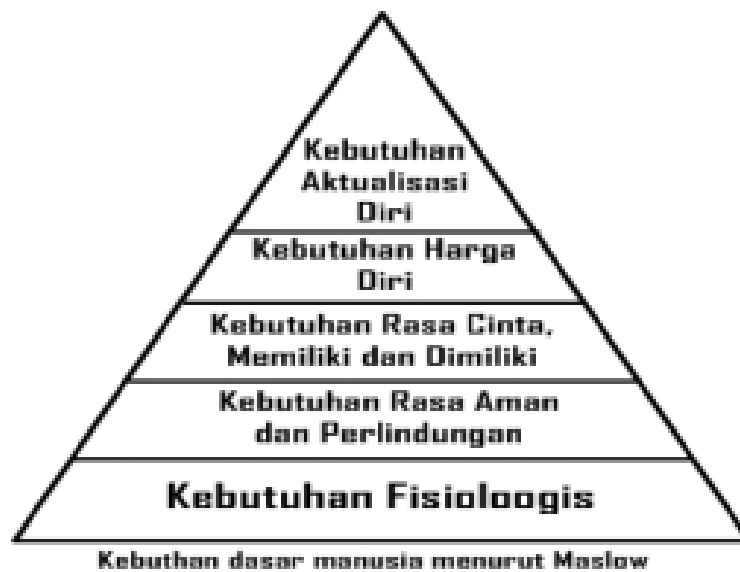 Kebutuhan
Aktualisasi
Diri
Kebutuhan Harga
Diri
Kebutuhan Rasa Cinta,
Memiliki dan Dimiliki
Kebutuhan Rasa Aman
dan Perlindungan
Kebutuhan Fisioloogis
Kebuthan dasar manusia menurut Maslow